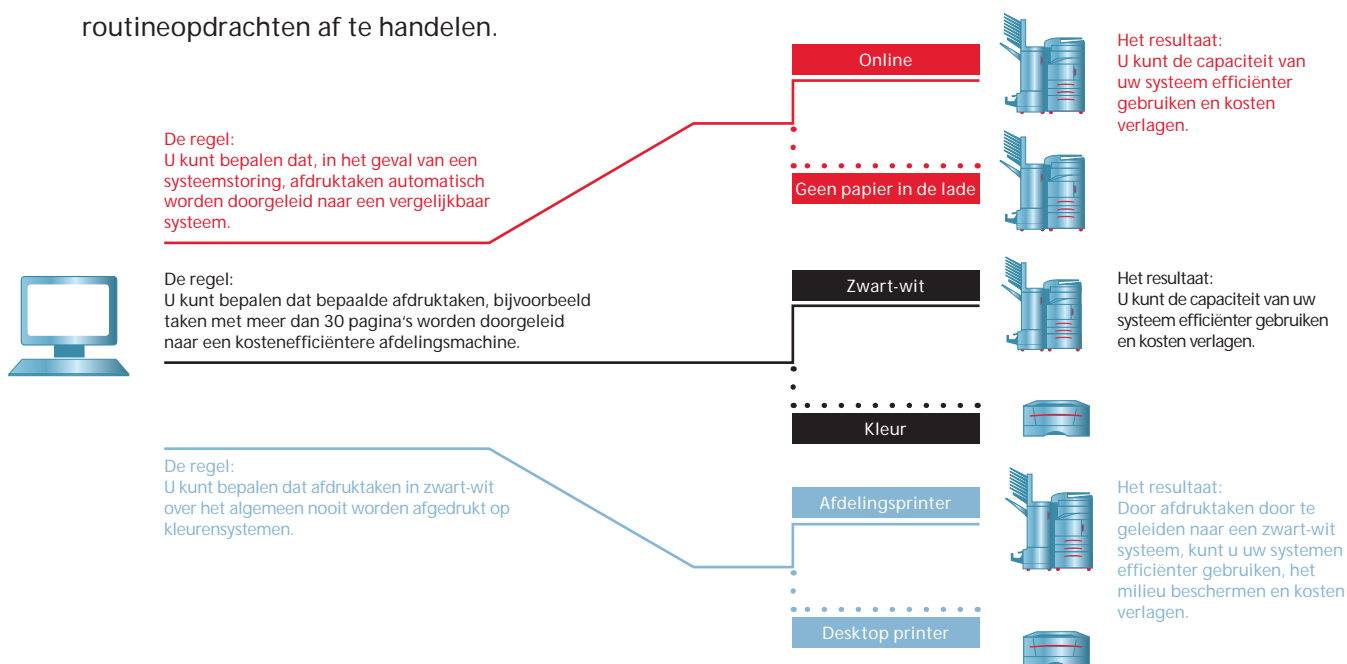 routineopdrachten af te handelen.
De regel:
U kunt bepalen dat, in het geval van een
systeemstoring, afdruktaken automatisch
worden doorgeleid naar een vergelijkbaar
systeem.
Online
Geen papier in de lade
Het resultaat:
U kunt de capaciteit van
uw systeem efficiënter
gebruiken en kosten
verlagen.
De regel:
U kunt bepalen dat bepaalde afdruktaken, bijvoorbeeld
taken met meer dan 30 pagina's worden doorgeleid
naar een kostenefficiëntere afdelingsmachine.
Zwart-wit
Kleur
Het resultaat:
U kunt de capaciteit van uw
systeem efficiënter gebruiken
en kosten verlagen.
De regel:
U kunt bepalen dat afdruktaken in zwart-wit
over het algemeen nooit worden afgedrukt op
kleurensystemen.
Afdelingsprinter
Desktop printer
Het resultaat:
Door afdruktaken door te
geleiden naar een zwart-wit
systeem, kunt u uw systemen
efficiënter gebruiken, het
milieu beschermen en kosten
verlagen.